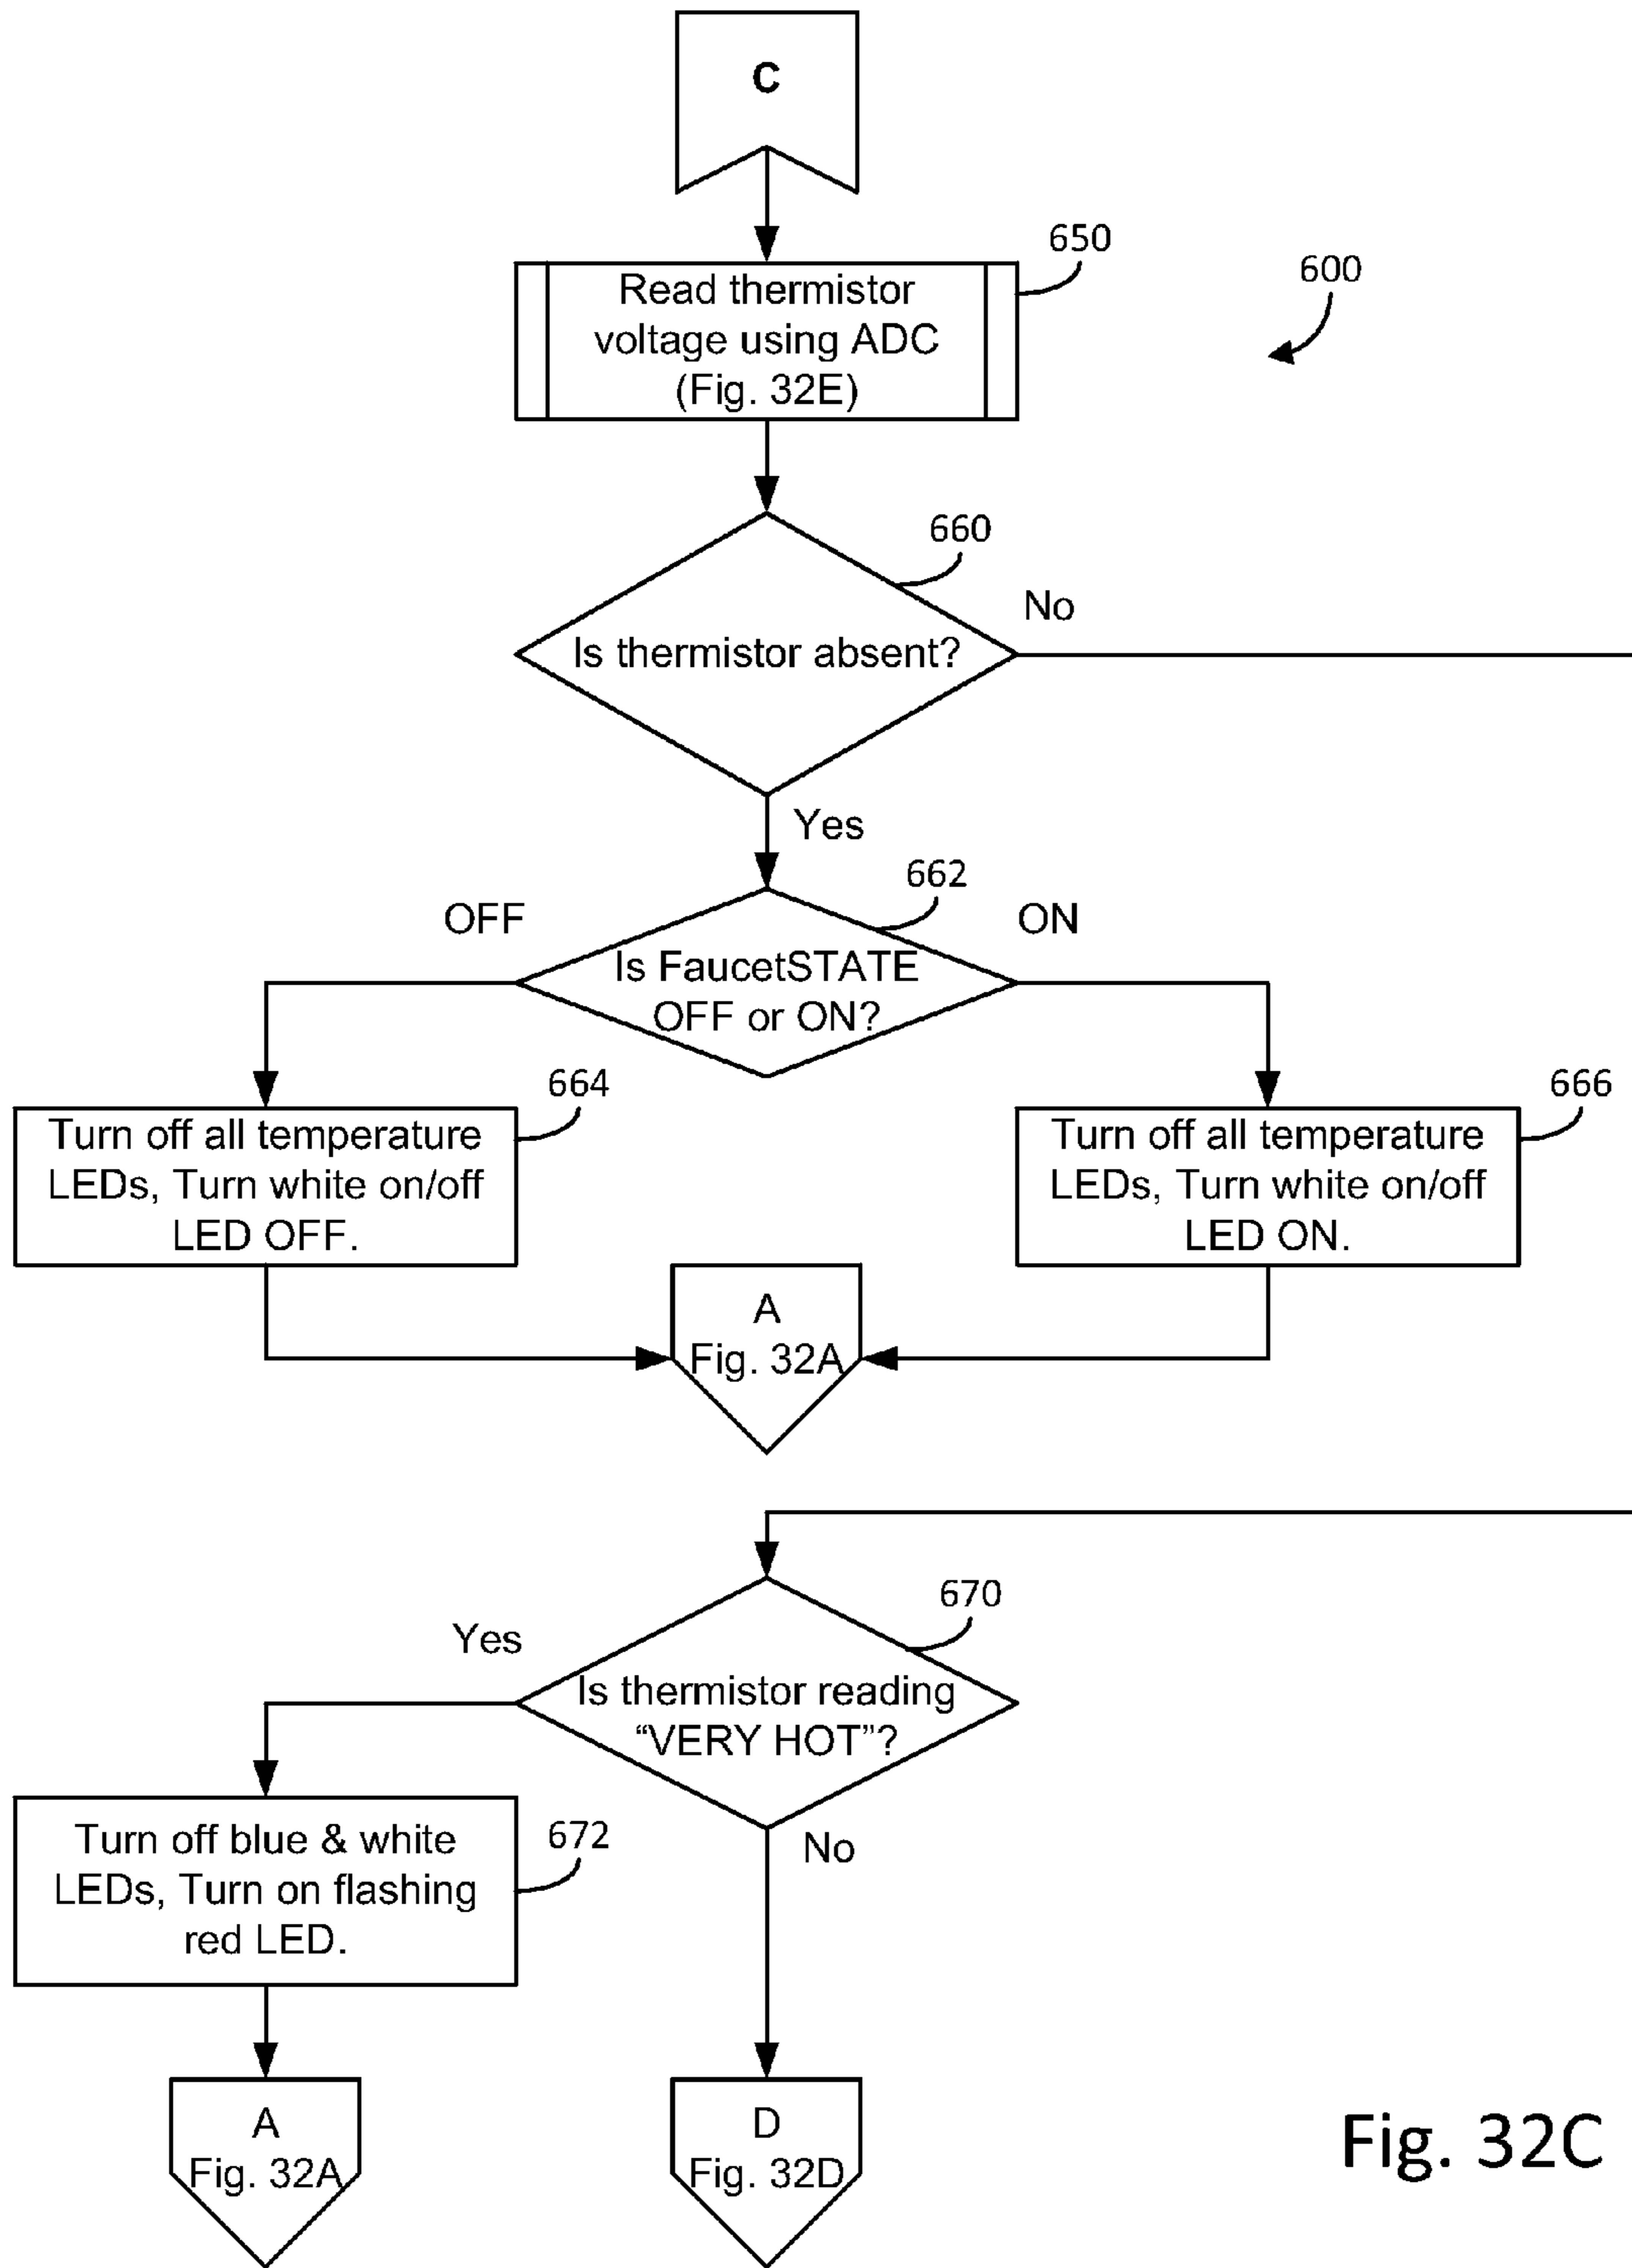 C
650
600
Read thermistor
voltage using ADC
(Fig. 32E)
660
No
Is thermistor absent?
Yes
662
OFF
ON
Is FaucetSTATE
OFF or ON?
664
666
Turn off all temperature
LEDs, Turn white on/off
LED OFF.
Turn off all temperature
LEDs, Turn white on/off
LED ON.
A
Fig. 32A
670
Yes
Is thermistor reading
“VERY HOT”?
672
No
Turn off blue & white
LEDs, Turn on flashing
red LED.
A
Fig. 32A
D
Fig. 32D
Fig. 32C